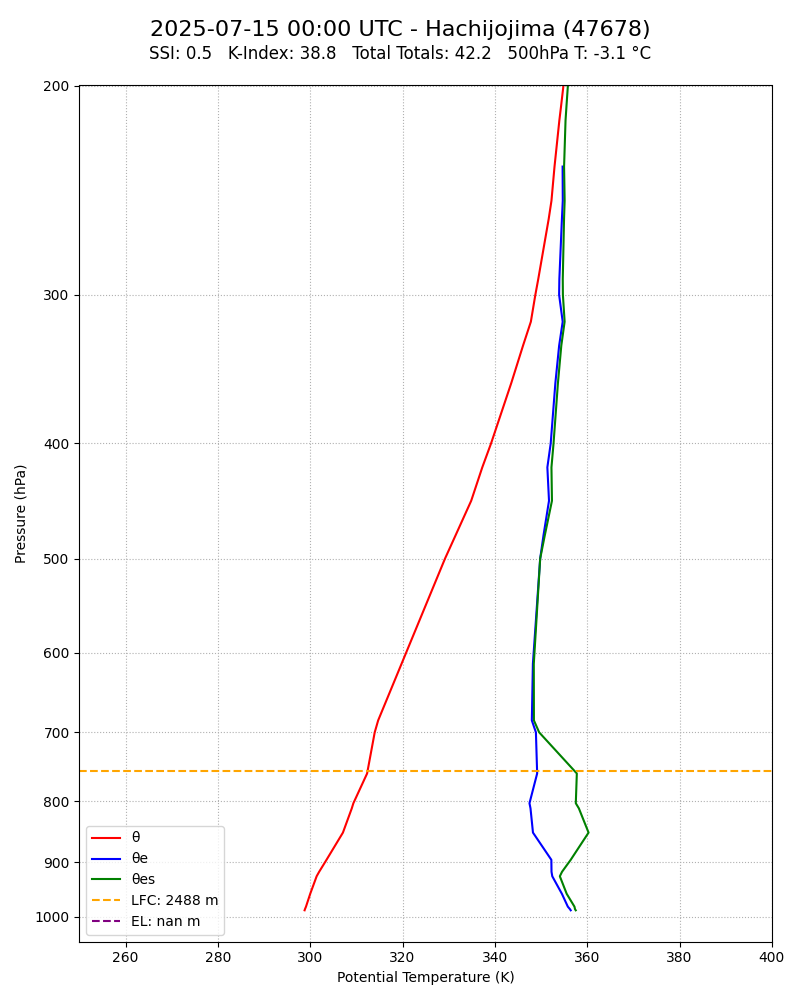 2025-07-15 00:00 UTC - Hachijojima (47678)
SSI: 0.5 K-Index: 38.8 Total Totals: 42.2 500hPa T: -3.1 °C
200
300
400
500
600
700
800
900
1000
Pressure (hPa)
θ
θe
θes
LFC: 2488 m
EL: nan m
260 280 300 320 340 360 380 400
Potential Temperature (K)